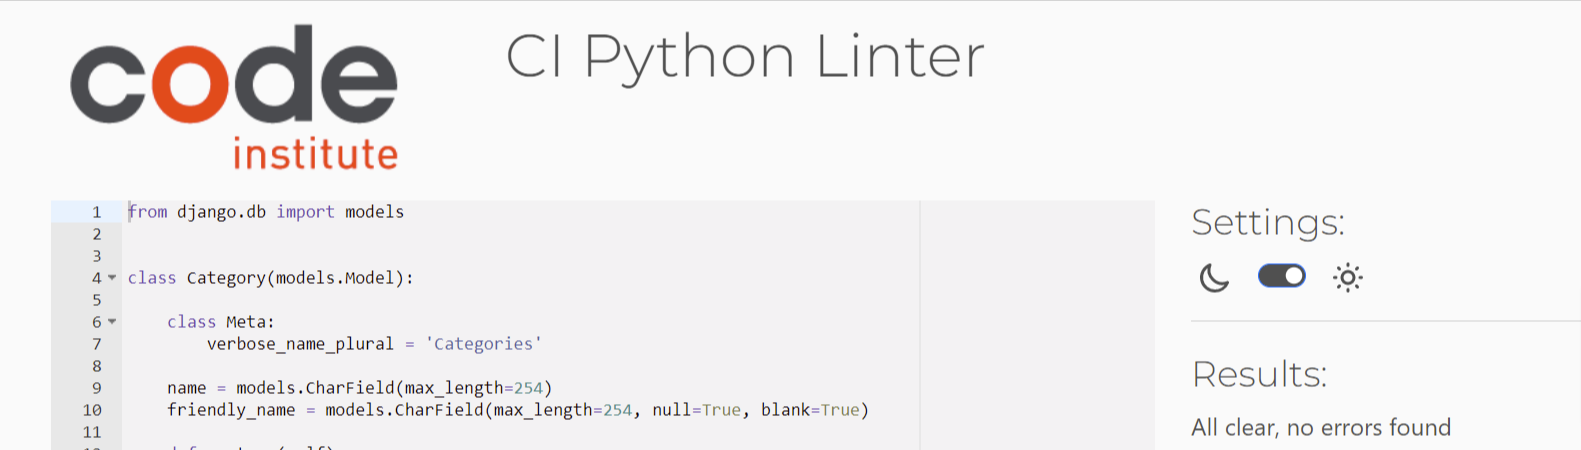 code
institute
CI Python Linter
1 from django.db import models
2
3
4 class Category(models.Model):
5
6 class Meta:
7 verbose_name_plural = 'Categories'
8
9 name = models.CharField(max_length=254)
10 friendly_name = models.CharField(max_length=254, null=True, blank=True)
11
Settings:
Results:
All clear, no errors found